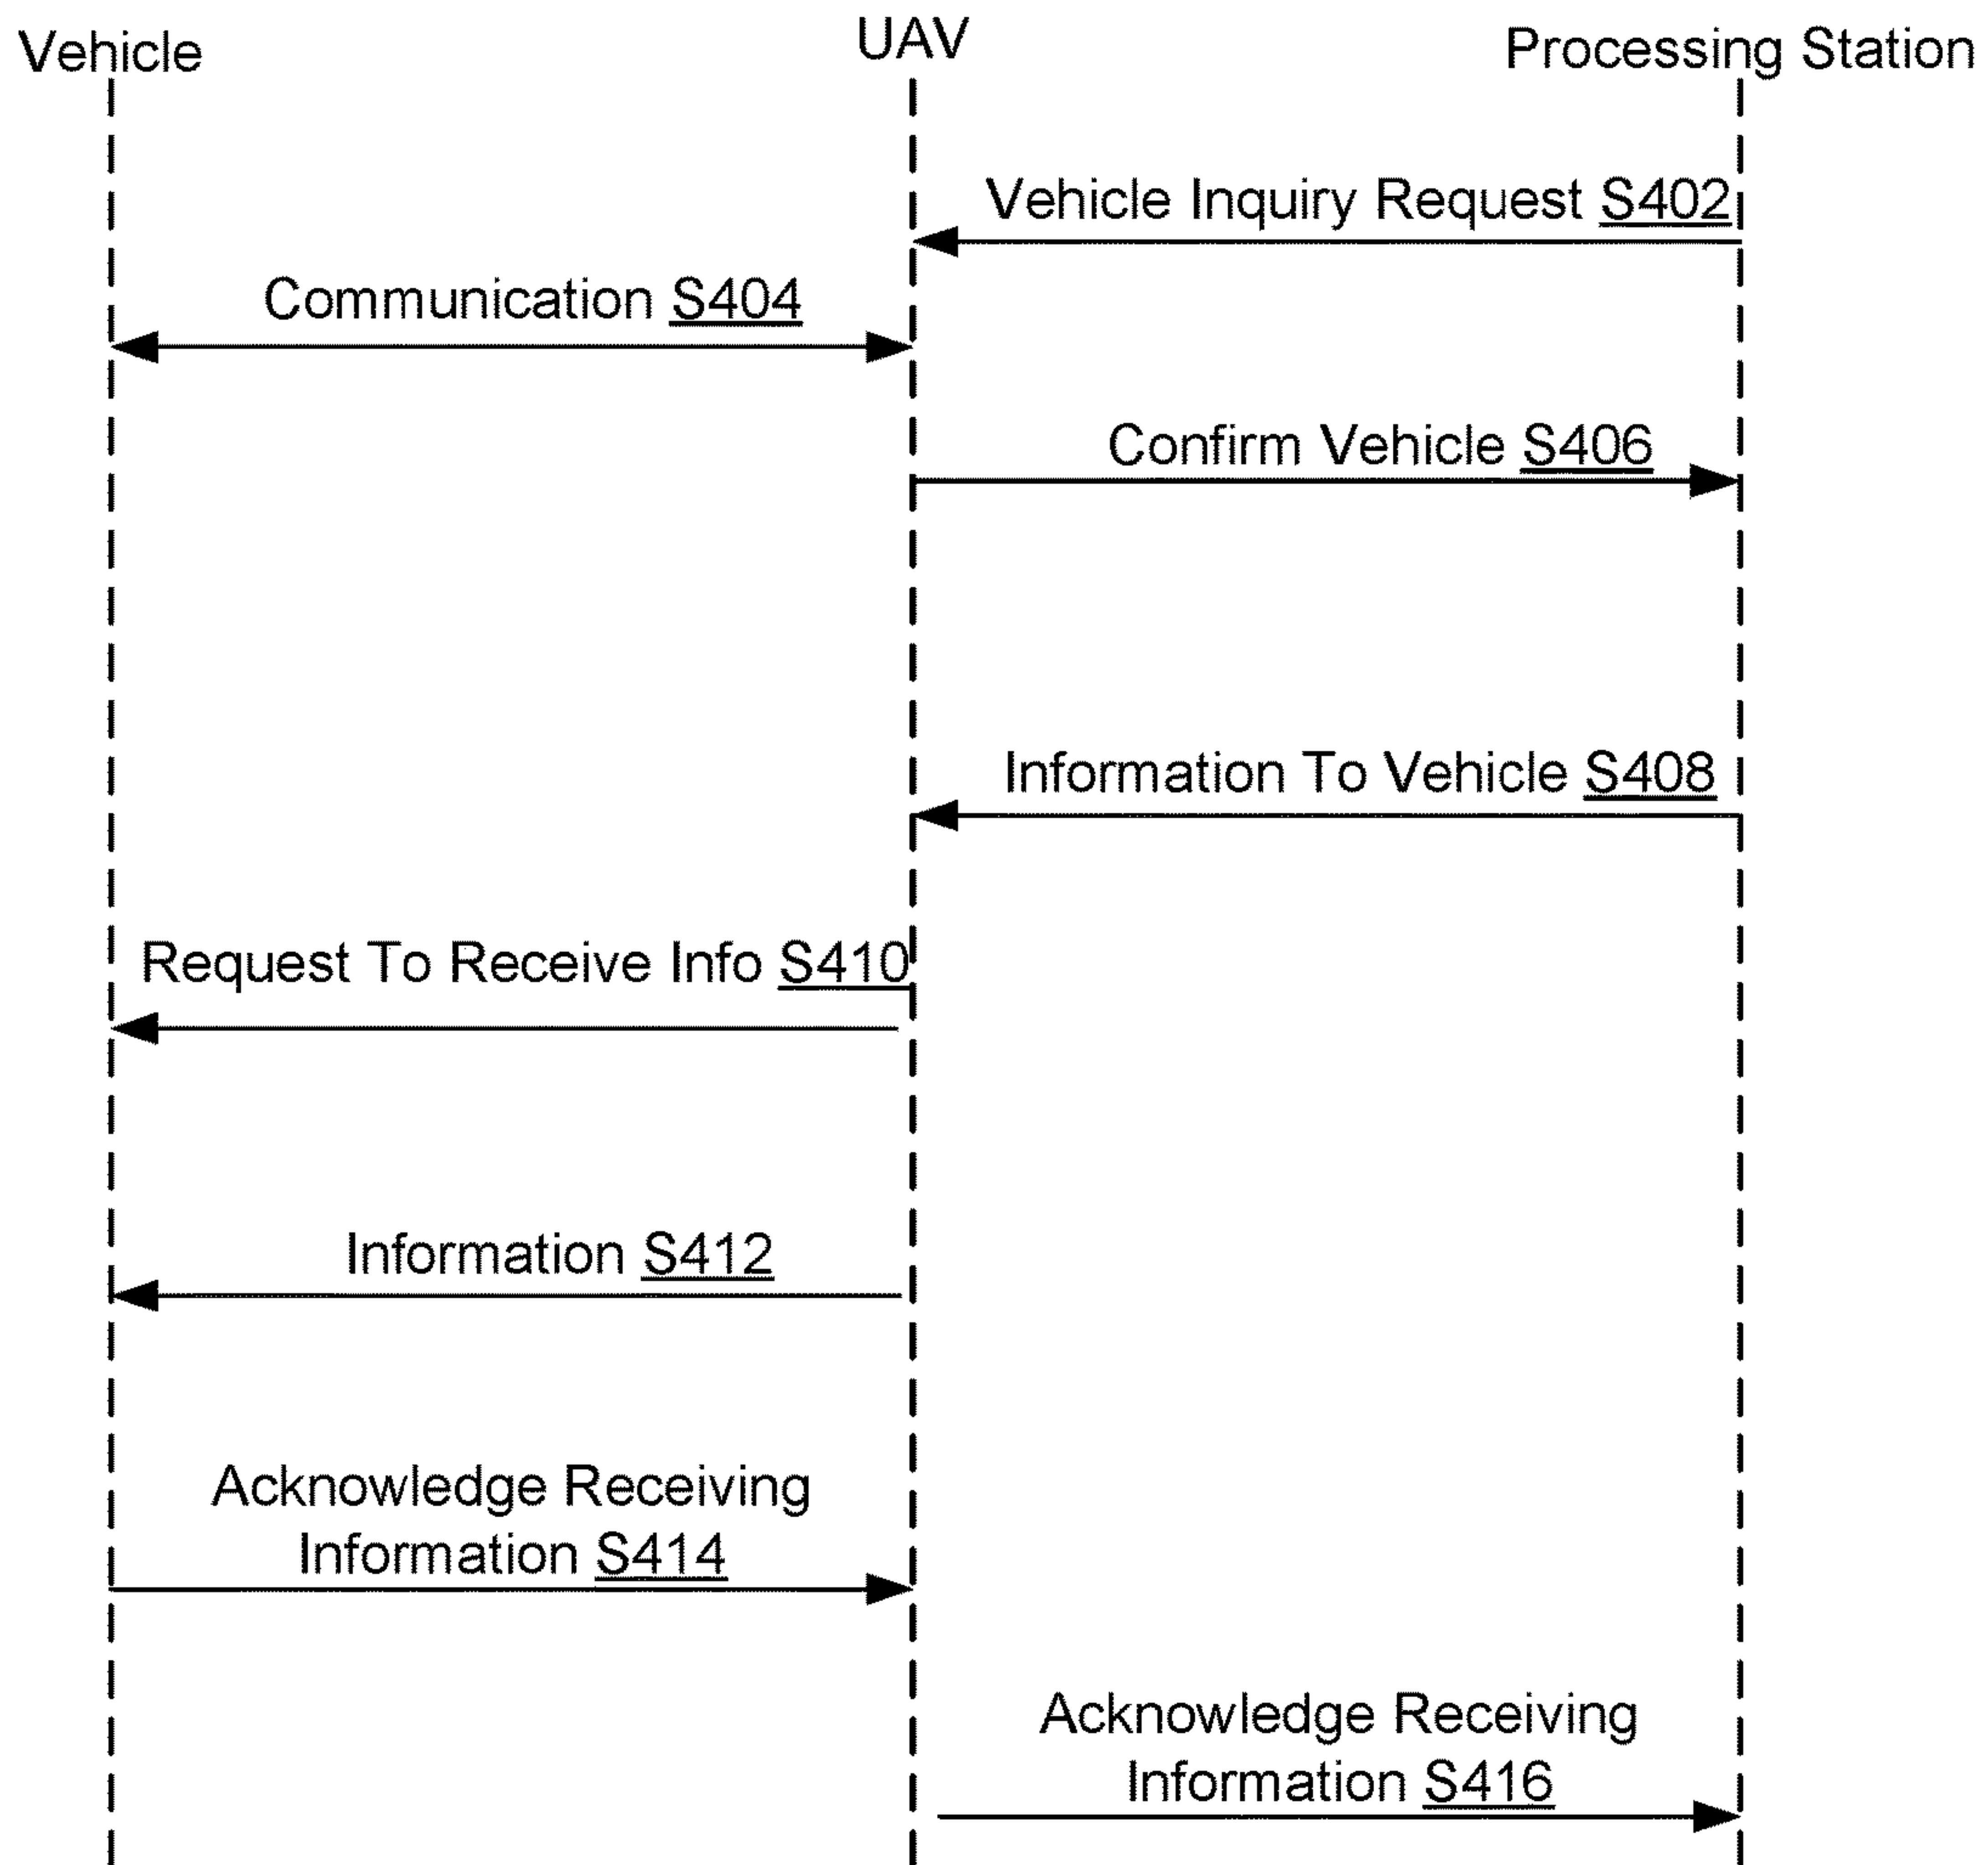 Vehicle
UAV
Processing Station
Vehicle Inquiry Request S402
Communication S404
Confirm Vehicle S406
Information To Vehicle S408
Request To Receive Info S410
Information S412
Acknowledge Receiving
Information S414
Acknowledge Receiving
Information S416